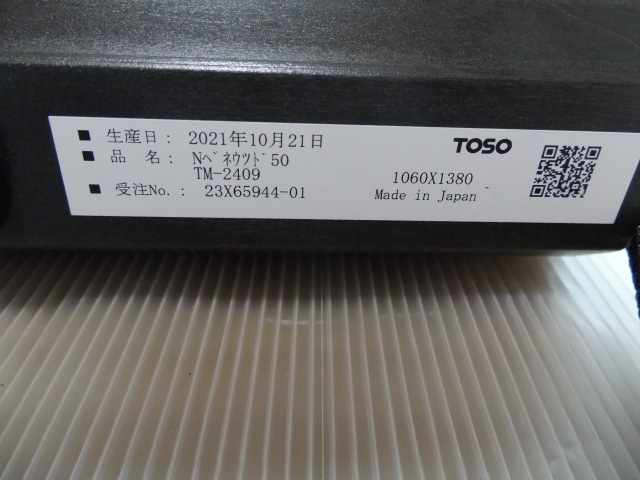 ■ 生産日: 2021年10月21日
TOSO
■ 品 名: Nﾍﾞﾈｳｯﾄﾞ50
TM-2409
1060X1380
■ 受注No.: 23X65944-01
Made in Japan